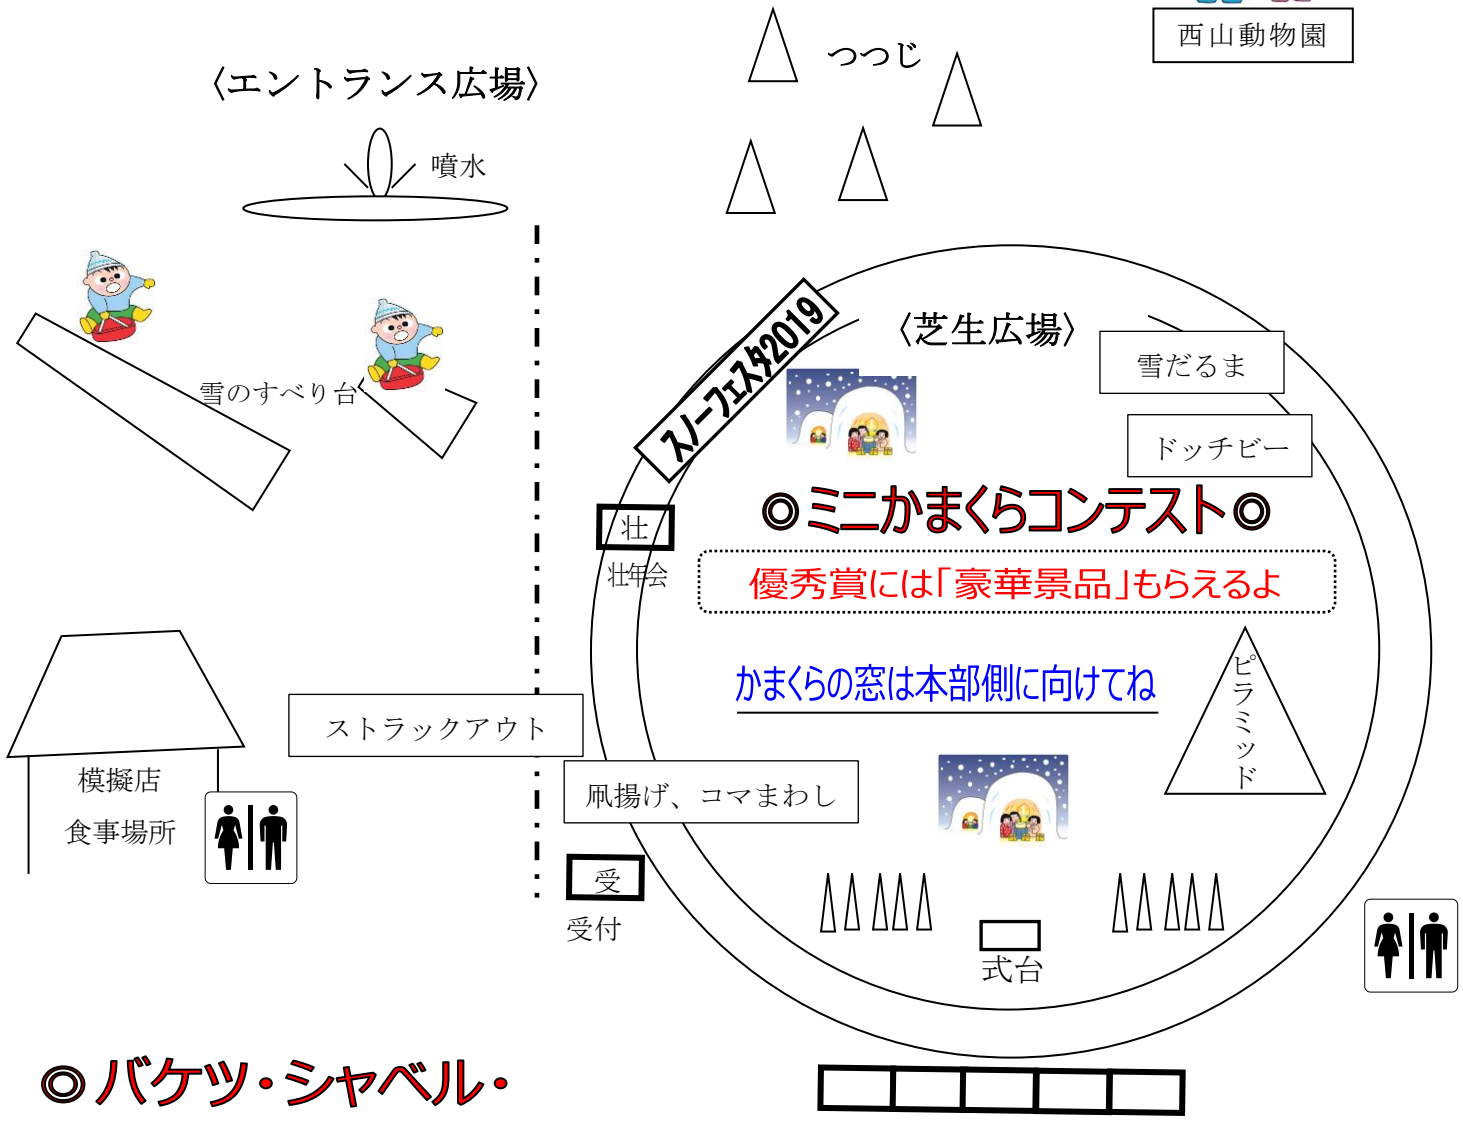 西山動物園
つつじ
〈エントランス広場〉
噴水
スノーフェスタ2019
〈芝生広場〉
雪だるま
雪のすべり台
ドッチビー
◎ミニかまくらコンテスト◎
壮
壮年会
優秀賞には「豪華景品」もらえるよ
かまくらの窓は本部側に向けてね
ピラミッド
ストラックアウト
模擬店
食事場所
凧揚げ、コマまわし
受
受付
式台
◎バケツ・シャベル・